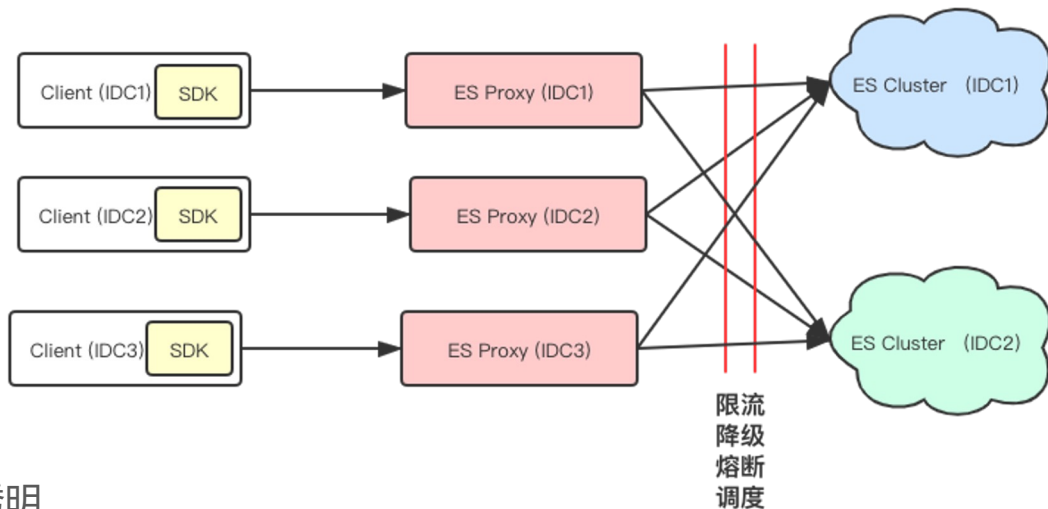 Client (IDC1) SDK
ES Proxy (IDC1)
ES Cluster （IDC1)
Client (IDC2) SDK
ES Proxy (IDC2)
Client (IDC3) SDK
ES Proxy (IDC3)
ES Cluster （IDC2)
限流
降级
熔断
调度
明